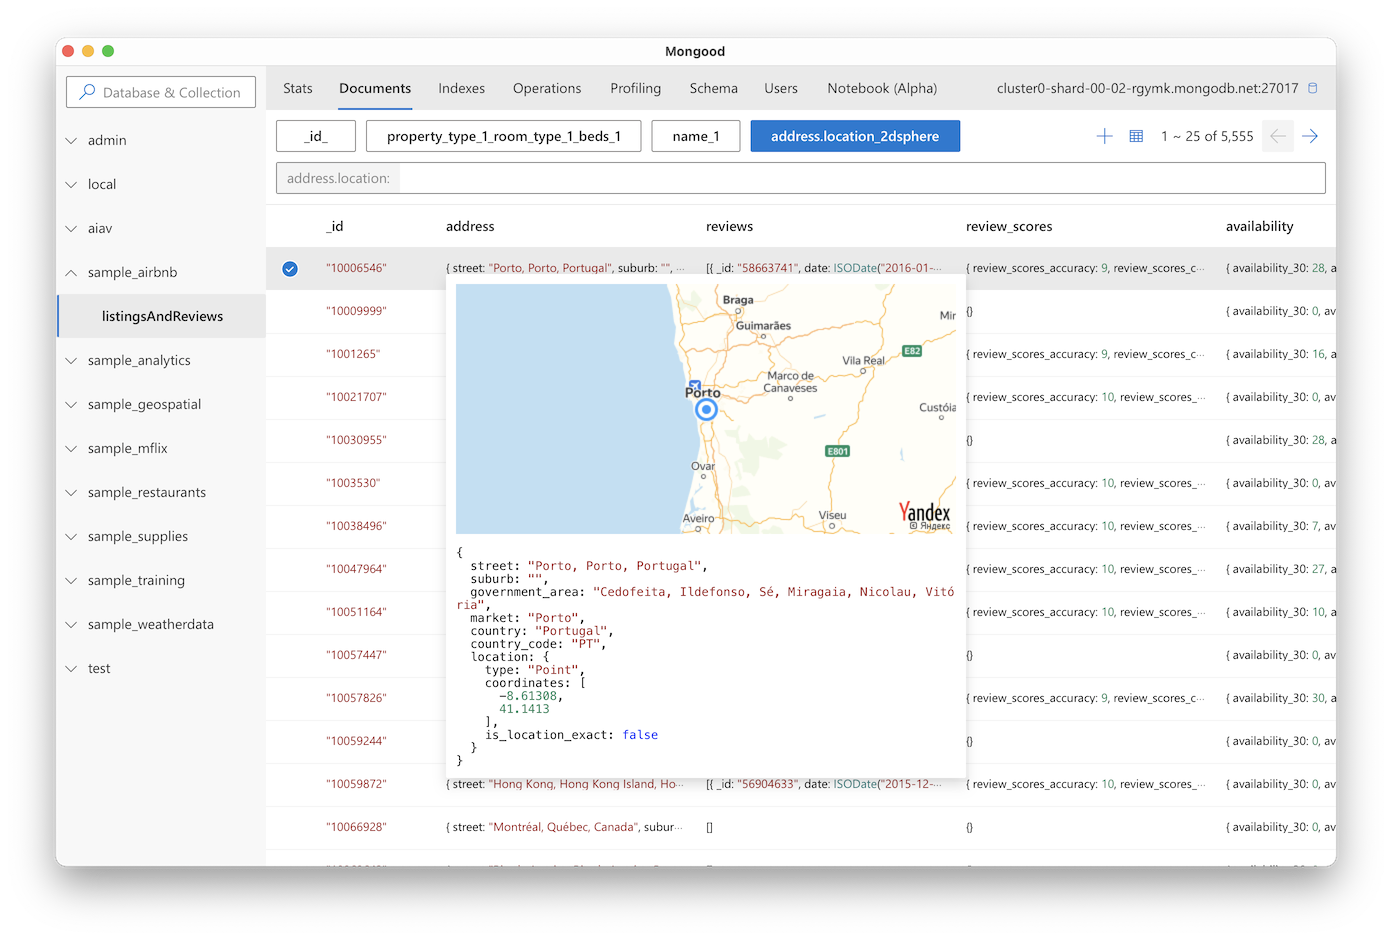 Mongood
Database & Collection
Stats Documents Indexes Operations Profiling Schema Users Notebook (Alpha) cluster0-shard-00-02-rgymk.mongodb.net:27017
admin
local
aiav
sample_airbnb
listingsAndReviews
sample_analytics
sample_geospatial
sample_mflix
sample_restaurants
sample_supplies
sample_training
sample_weatherdata
test
_id_ property_type_1_room_type_1_beds_1 name_1 address.location_2dsphere 1 ~ 25 of 5,555
address.location:
_id address reviews review_scores availability
"10006546" { street: "Porto, Porto, Portugal", suburb: "", ··· [{ _id: "58663741", date: ISODate("2016-01-··· { review_scores_accuracy: 9, review_scores_c··· { availability_30: 28, a
"10009999" {} { availability_30: 0, av
"1001265" { review_scores_accuracy: 9, review_scores_c··· { availability_30: 16, a
"10021707" { review_scores_accuracy: 10, review_scores_··· { availability_30: 0, av
"10030955" {} { availability_30: 28, a
"1003530" { review_scores_accuracy: 10, review_scores_··· { availability_30: 0, av
"10038496" { review_scores_accuracy: 10, review_scores_··· { availability_30: 7, av
"10047964" { review_scores_accuracy: 10, review_scores_··· { availability_30: 27, a
"10051164" { review_scores_accuracy: 10, review_scores_··· { availability_30: 10, a
"10057447" {} { availability_30: 0, av
"10057826" { review_scores_accuracy: 9, review_scores_c··· { availability_30: 30, a
"10059244" {} { availability_30: 0, av
"10059872" { street: "Hong Kong, Hong Kong Island, Ho··· [{ _id: "56904633", date: ISODate("2015-12-··· { review_scores_accuracy: 10, review_scores_··· { availability_30: 0, av
"10066928" { street: "Montréal, Québec, Canada", subur··· [] {} { availability_30: 0, av
Braga
Guimarães
Mir
E82
Vila Real
Marco de
Canaveses
Porto
Custóia
E801
Ovar
Aveiro
Viseu
Yandex
© Яндекс
{
street: "Porto, Porto, Portugal",
suburb: "",
government_area: "Cedofeita, Ildefonso, Sé, Miragaia, Nicolau, Vitó
ria",
market: "Porto",
country: "Portugal",
country_code: "PT",
location: {
type: "Point",
coordinates: [
-8.61308,
41.1413
],
is_location_exact: false
}
}